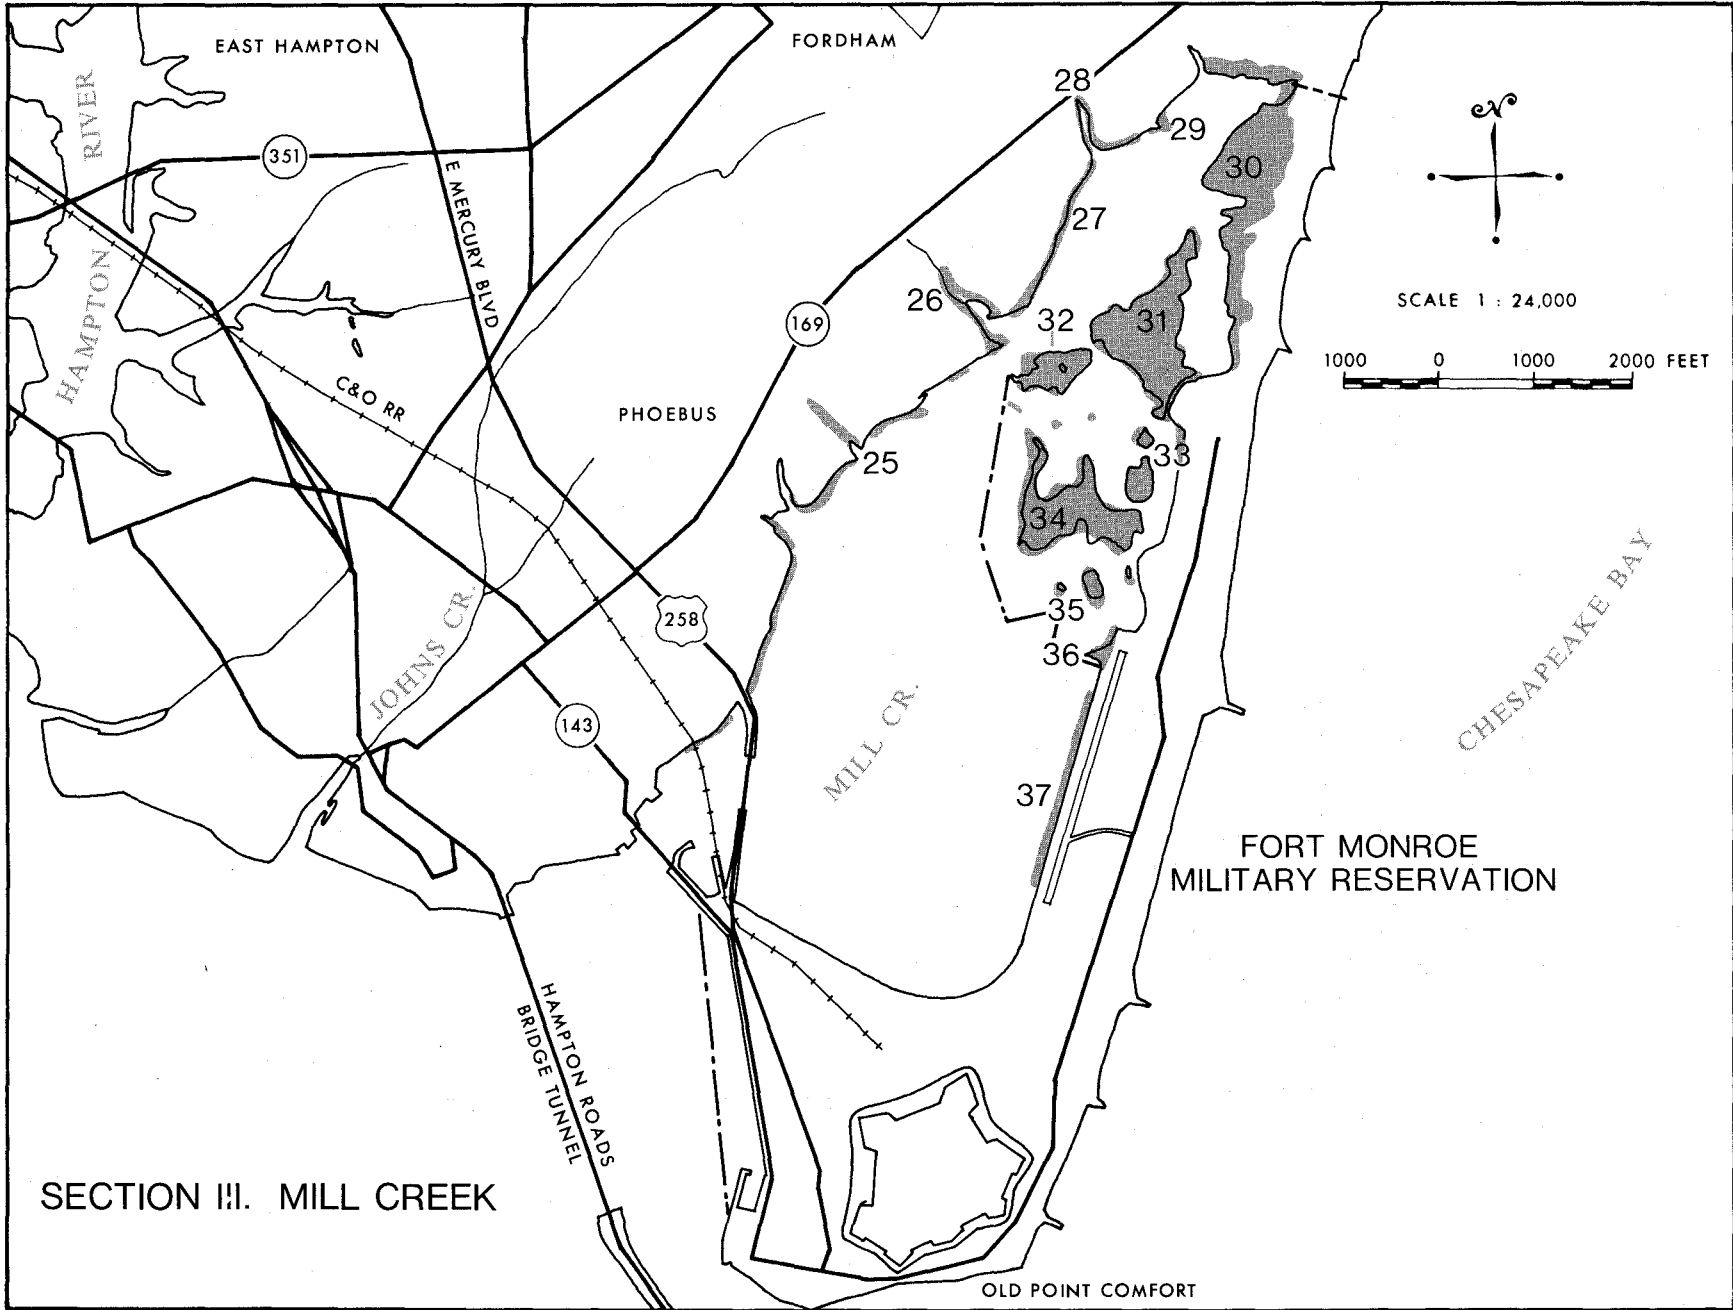 EAST HAMPTON
FORDHAM
28
29
30
RIVER
351
E MERCURY BLVD
27
HAMPTON
26
32
31
169
SCALE 1 : 24,000
1000 0 1000 2000 FEET
C&O RR
PHOEBUS
25
33
34
35
36
258
JOHNS CR.
143
MILL CR.
CHESAPEAKE BAY
37
FORT MONROE
MILITARY RESERVATION
HAMPTON ROADS
BRIDGE TUNNEL
SECTION III. MILL CREEK
OLD POINT COMFORT
N